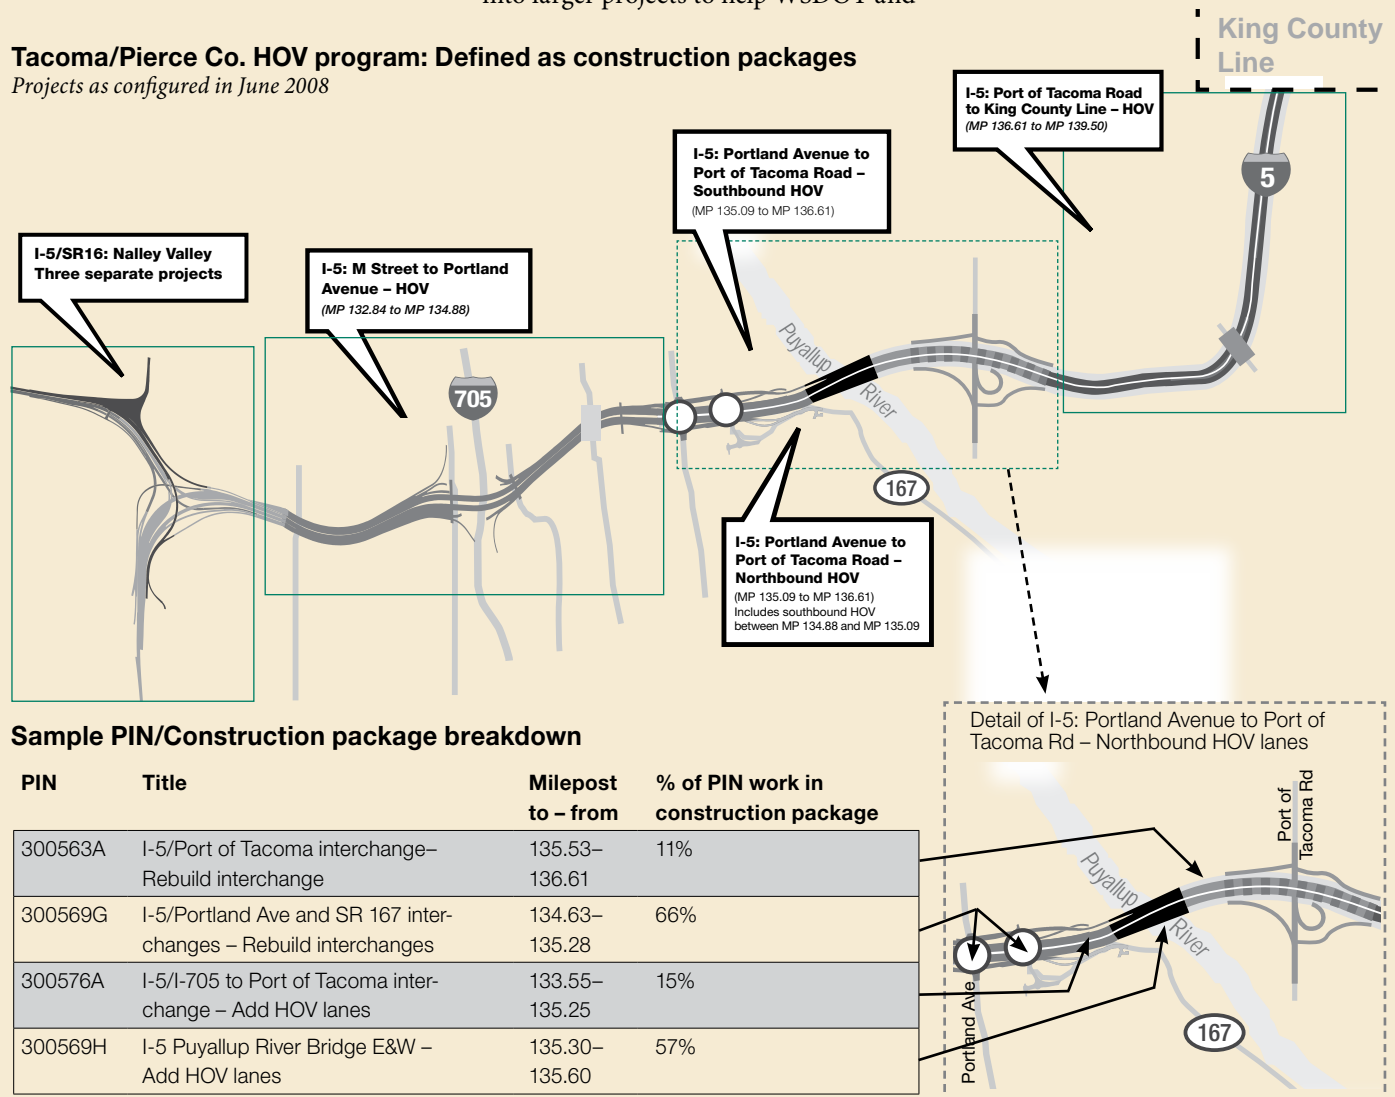 into larger projects to help WSDOT and
Tacoma/Pierce Co. HOV program: Defined as construction packages
Projects as configured in June 2008
King County
Line
I-5: Port of Tacoma Road
to King County Line – HOV
(MP 136.61 to MP 139.50)
5
I-5: Portland Avenue to
Port of Tacoma Road –
Southbound HOV
(MP 135.09 to MP 136.61)
I-5/SR16: Nalley Valley
Three separate projects
I-5: M Street to Portland
Avenue – HOV
(MP 132.84 to MP 134.88)
705
Puyallup
River
167
I-5: Portland Avenue to
Port of Tacoma Road –
Northbound HOV
(MP 135.09 to MP 136.61)
Includes southbound HOV
between MP 134.88 and MP 135.09
Sample PIN/Construction package breakdown
PIN Title Milepost % of PIN work in
to – from construction package
300563A I-5/Port of Tacoma interchange– 135.53– 11%
Rebuild interchange 136.61
300569G I-5/Portland Ave and SR 167 inter- 134.63– 66%
changes – Rebuild interchanges 135.28
300576A I-5/I-705 to Port of Tacoma inter- 133.55– 15%
change – Add HOV lanes 135.25
300569H I-5 Puyallup River Bridge E&W – 135.30– 57%
Add HOV lanes 135.60
Detail of I-5: Portland Avenue to Port of
Tacoma Rd – Northbound HOV lanes
Port of
Tacoma Rd
Puyallup
River
Portland Ave
167